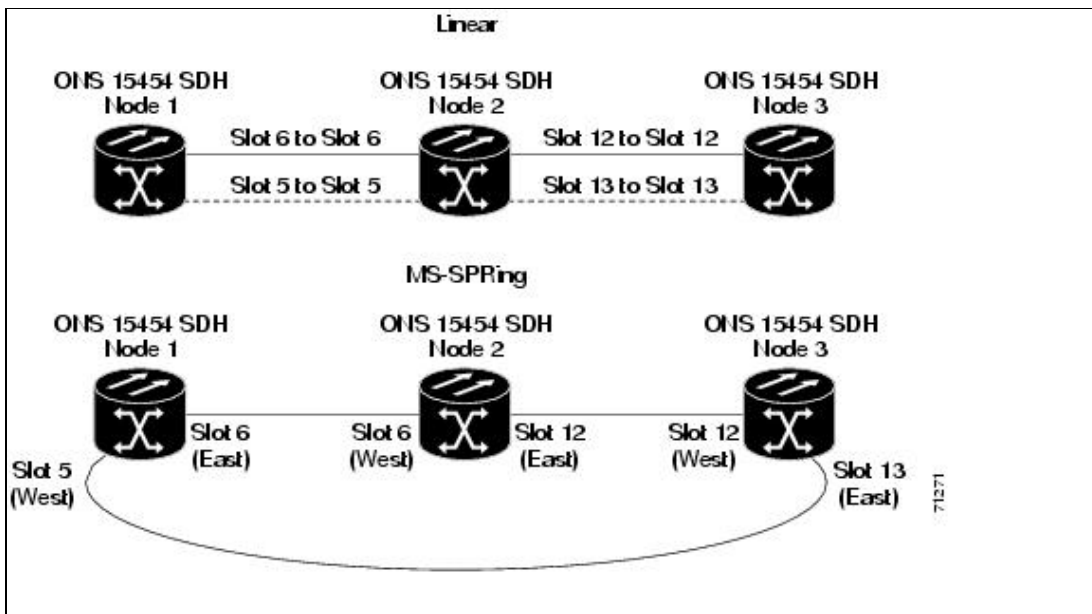 Linear
ONS 15454 SDH
Node 1
ONS 15454 SDH
Node 2
ONS 15454 SDH
Node 3
Slot 6 to Slot 6
Slot 12 to Slot 12
Slot 5 to Slot 5
Slot 13 to Slot 13
MS-SPRing
ONS 15454 SDH
Node 1
ONS 15454 SDH
Node 2
ONS 15454 SDH
Node 3
Slot 6
(East)
Slot 6
(West)
Slot 12
(East)
Slot 12
(West)
Slot 5
(West)
Slot 13
(East)
71271